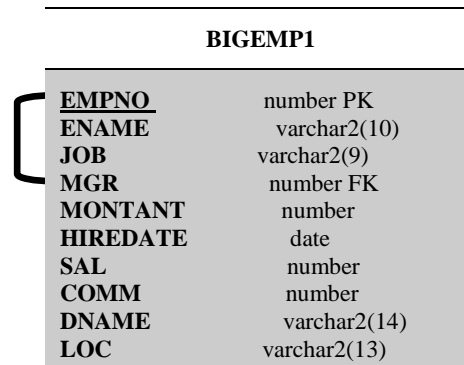 BIGEMP1
EMPNO number PK
ENAME varchar2(10)
JOB varchar2(9)
MGR number FK
MONTANT number
HIREDATE date
SAL number
COMM number
DNAME varchar2(14)
LOC varchar2(13)